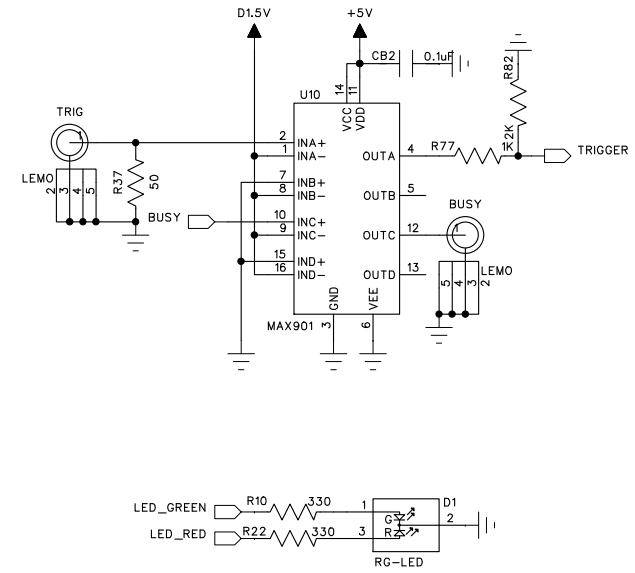 D1.5V
+5V
CB2 0.1uF
R82
2K
14 11
U10
VCC VDD
TRIG
1
2 INA+
1 INA-
OUTA 4
R77 1K
TRIGGER
LEMO
2 3 4 5
R37
50
7 INB+
8 INB-
OUTB 5
BUSY
10 INC+
9 INC-
OUTC 12
BUSY
1
15 IND+
16 IND-
OUTD 13
LEMO
5 4 3 2
GND VEE
MAX901
3 6
LED_GREEN R10 330 1
D1
G
2
LED_RED R22 330 3
R
RG-LED